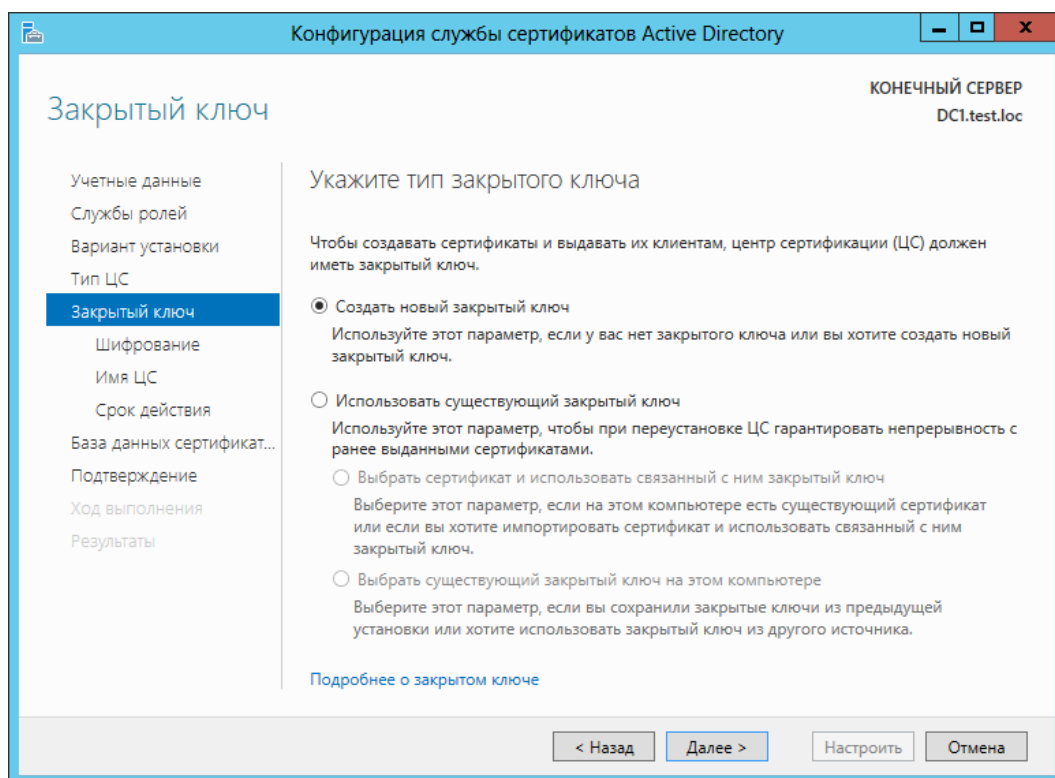 Конфигурация службы сертификатов Active Directory
Закрытый ключ
КОНЕЧНЫЙ СЕРВЕР
DC1.test.loc
Учетные данные
Службы ролей
Вариант установки
Тип ЦС
Закрытый ключ
Шифрование
Имя ЦС
Срок действия
База данных сертификат...
Подтверждение
Ход выполнения
Результаты
Укажите тип закрытого ключа
Чтобы создавать сертификаты и выдавать их клиентам, центр сертификации (ЦС) должен
иметь закрытый ключ.
Создать новый закрытый ключ
Используйте этот параметр, если у вас нет закрытого ключа или вы хотите создать новый
закрытый ключ.
Использовать существующий закрытый ключ
Используйте этот параметр, чтобы при переустановке ЦС гарантировать непрерывность с
ранее выданными сертификатами.
Выбрать сертификат и использовать связанный с ним закрытый ключ
Выберите этот параметр, если на этом компьютере есть существующий сертификат
или если вы хотите импортировать сертификат и использовать связанный с ним
закрытый ключ.
Выбрать существующий закрытый ключ на этом компьютере
Выберите этот параметр, если вы сохранили закрытые ключи из предыдущей
установки или хотите использовать закрытый ключ из другого источника.
Подробнее о закрытом ключе
< Назад
Далее >
Настроить
Отмена